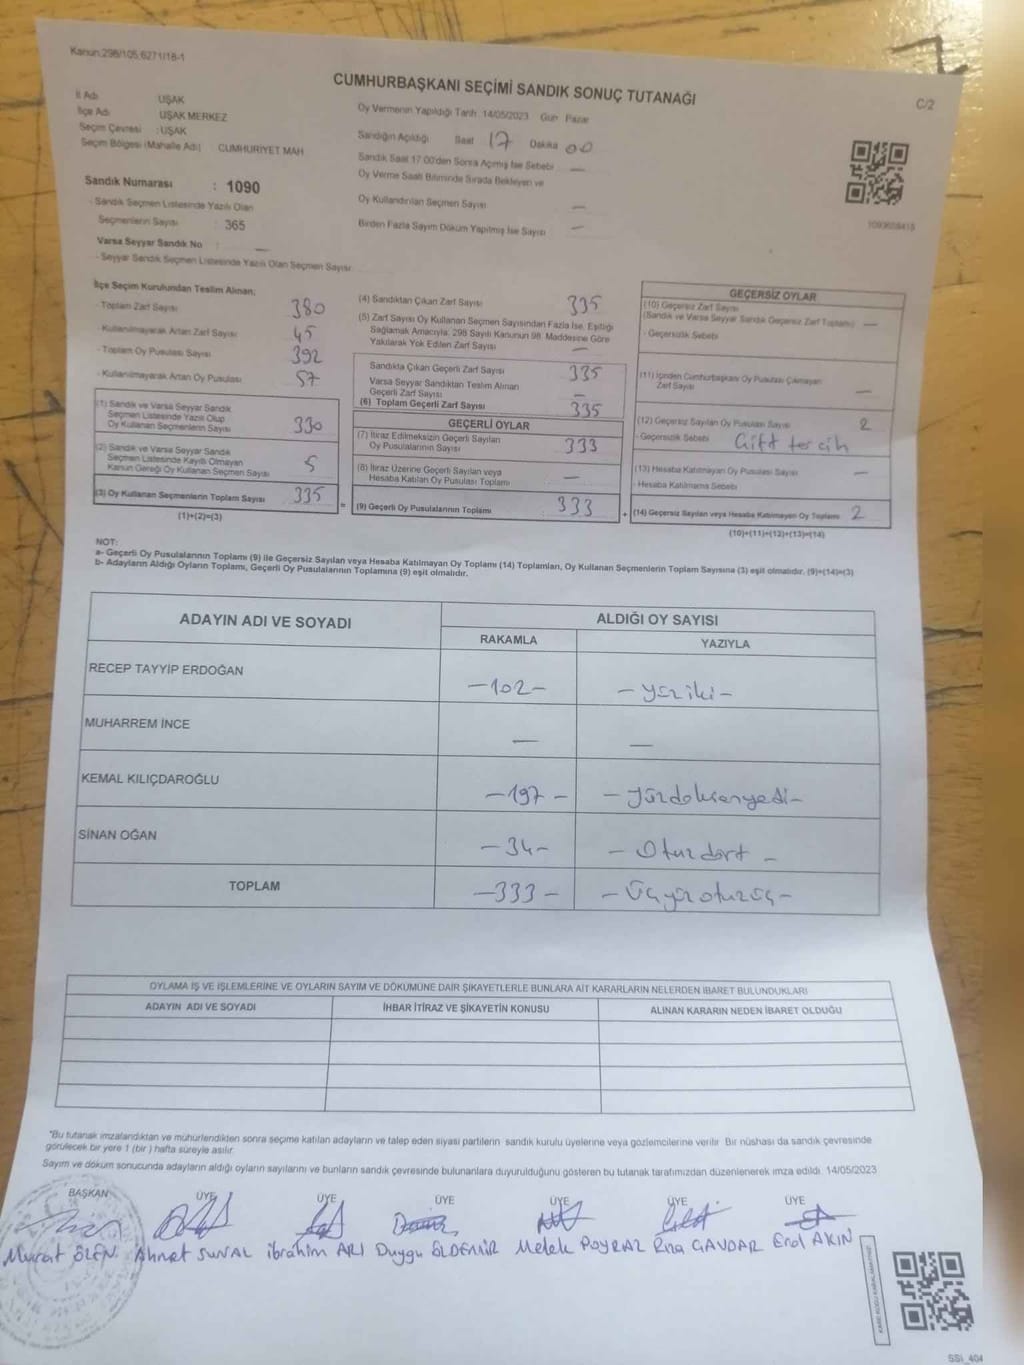 Kanun:298/105,6271/18-1
CUMHURBAŞKANI SEÇİMİ SANDIK SONUÇ TUTANAĞI
C/2
İl Adı UŞAK
İlçe Adı UŞAK MERKEZ
Seçim Çevresi : UŞAK
Seçim Bölgesi (Mahalle Adı) CUMHURİYET MAH
Sandık Numarası : 1090
- Sandık Seçmen Listesinde Yazılı Olan
Seçmenlerin Sayısı : 365
Varsa Seyyar Sandık No : —
- Seyyar Sandık Seçmen Listesinde Yazılı Olan Seçmen Sayısı
Oy Vermenin Yapıldığı Tarih 14/05/2023 Gün Pazar
Sandığın Açıldığı Saat 17 Dakika 00
Sandık Saat 17.00'den Sonra Açılmış İse Sebebi —
Oy Verme Saati Bitiminde Sırada Bekleyen ve
Oy Kullandırılan Seçmen Sayısı —
Birden Fazla Sayım Döküm Yapılmış İse Sayısı —
İlçe Seçim Kurulundan Teslim Alınan;
- Toplam Zarf Sayısı 380
- Kullanılmayarak Artan Zarf Sayısı 45
- Toplam Oy Pusulası Sayısı 392
- Kullanılmayarak Artan Oy Pusulası 57
(1) Sandık ve Varsa Seyyar Sandık
Seçmen Listesinde Yazılı Olup
Oy Kullanan Seçmenlerin Sayısı 330
(2) Sandık ve Varsa Seyyar Sandık
Seçmen Listesinde Kayıtlı Olmayan
Kanun Gereği Oy Kullanan Seçmen Sayısı 5
(3) Oy Kullanan Seçmenlerin Toplam Sayısı 335
(1)+(2)=(3)
=
(4) Sandıktan Çıkan Zarf Sayısı 335
(5) Zarf Sayısı Oy Kullanan Seçmen Sayısından Fazla İse, Eşitliği
Sağlamak Amacıyla, 298 Sayılı Kanunun 98. Maddesine Göre
Yakılarak Yok Edilen Zarf Sayısı —
Sandıkta Çıkan Geçerli Zarf Sayısı 335
Varsa Seyyar Sandıktan Teslim Alınan
Geçerli Zarf Sayısı —
(6) Toplam Geçerli Zarf Sayısı 335
GEÇERLİ OYLAR
(7) İtiraz Edilmeksizin Geçerli Sayılan
Oy Pusulalarının Sayısı 333
(8) İtiraz Üzerine Geçerli Sayılan veya
Hesaba Katılan Oy Pusulası Toplamı —
(9) Geçerli Oy Pusulalarının Toplamı 333
+
GEÇERSİZ OYLAR
(10) Geçersiz Zarf Sayısı
(Sandık ve Varsa Seyyar Sandık Geçersiz Zarf Toplamı) —
- Geçersizlik Sebebi
(11) İçinden Cumhurbaşkanı Oy Pusulası Çıkmayan
Zarf Sayısı —
(12) Geçersiz Sayılan Oy Pusulası Sayısı 2
- Geçersizlik Sebebi Çift tercih
(13) Hesaba Katılmayan Oy Pusulası Sayısı —
- Hesaba Katılmama Sebebi
(14) Geçersiz Sayılan veya Hesaba Katılmayan Oy Toplamı 2
(10)+(11)+(12)+(13)=(14)
NOT:
a- Geçerli Oy Pusulalarının Toplamı (9) ile Geçersiz Sayılan veya Hesaba Katılmayan Oy Toplamı (14) Toplamları, Oy Kullanan Seçmenlerin Toplam Sayısına (3) eşit olmalıdır. (9)+(14)=(3)
b- Adayların Aldığı Oyların Toplamı, Geçerli Oy Pusulalarının Toplamına (9) eşit olmalıdır.
ADAYIN ADI VE SOYADI ALDIĞI OY SAYISI
RAKAMLA YAZIYLA
RECEP TAYYİP ERDOĞAN -102- - yüziki -
MUHARREM İNCE — —
KEMAL KILIÇDAROĞLU -197- - yüzdoksanyedi -
SİNAN OĞAN -34- - Otuzdört -
TOPLAM -333- - Üçyüzotuzüç -
OYLAMA İŞ VE İŞLEMLERİNE VE OYLARIN SAYIM VE DÖKÜMÜNE DAİR ŞİKAYETLERLE BUNLARA AİT KARARLARIN NELERDEN İBARET BULUNDUKLARI
ADAYIN ADI VE SOYADI İHBAR İTİRAZ VE ŞİKAYETİN KONUSU ALINAN KARARIN NEDEN İBARET OLDUĞU
*Bu tutanak imzalandıktan ve mühürlendikten sonra seçime katılan adayların ve talep eden siyasi partilerin sandık kurulu üyelerine veya gözlemcilerine verilir. Bir nüshası da sandık çevresinde
görülecek bir yere 1 (bir) hafta süreyle asılır.
Sayım ve döküm sonucunda adayların aldığı oyların sayılarını ve bunların sandık çevresinde bulunanlara duyurulduğunu gösteren bu tutanak tarafımızdan düzenlenerek imza edildi. 14/05/2023
BAŞKAN ÜYE ÜYE ÜYE ÜYE ÜYE ÜYE
Murat ÖZEN Ahmet SUNAL İbrahim ARI Duygu ÖLDEMİR Melek POYRAZ Rıza CAVDAR Erol AKIN
SSİ_404